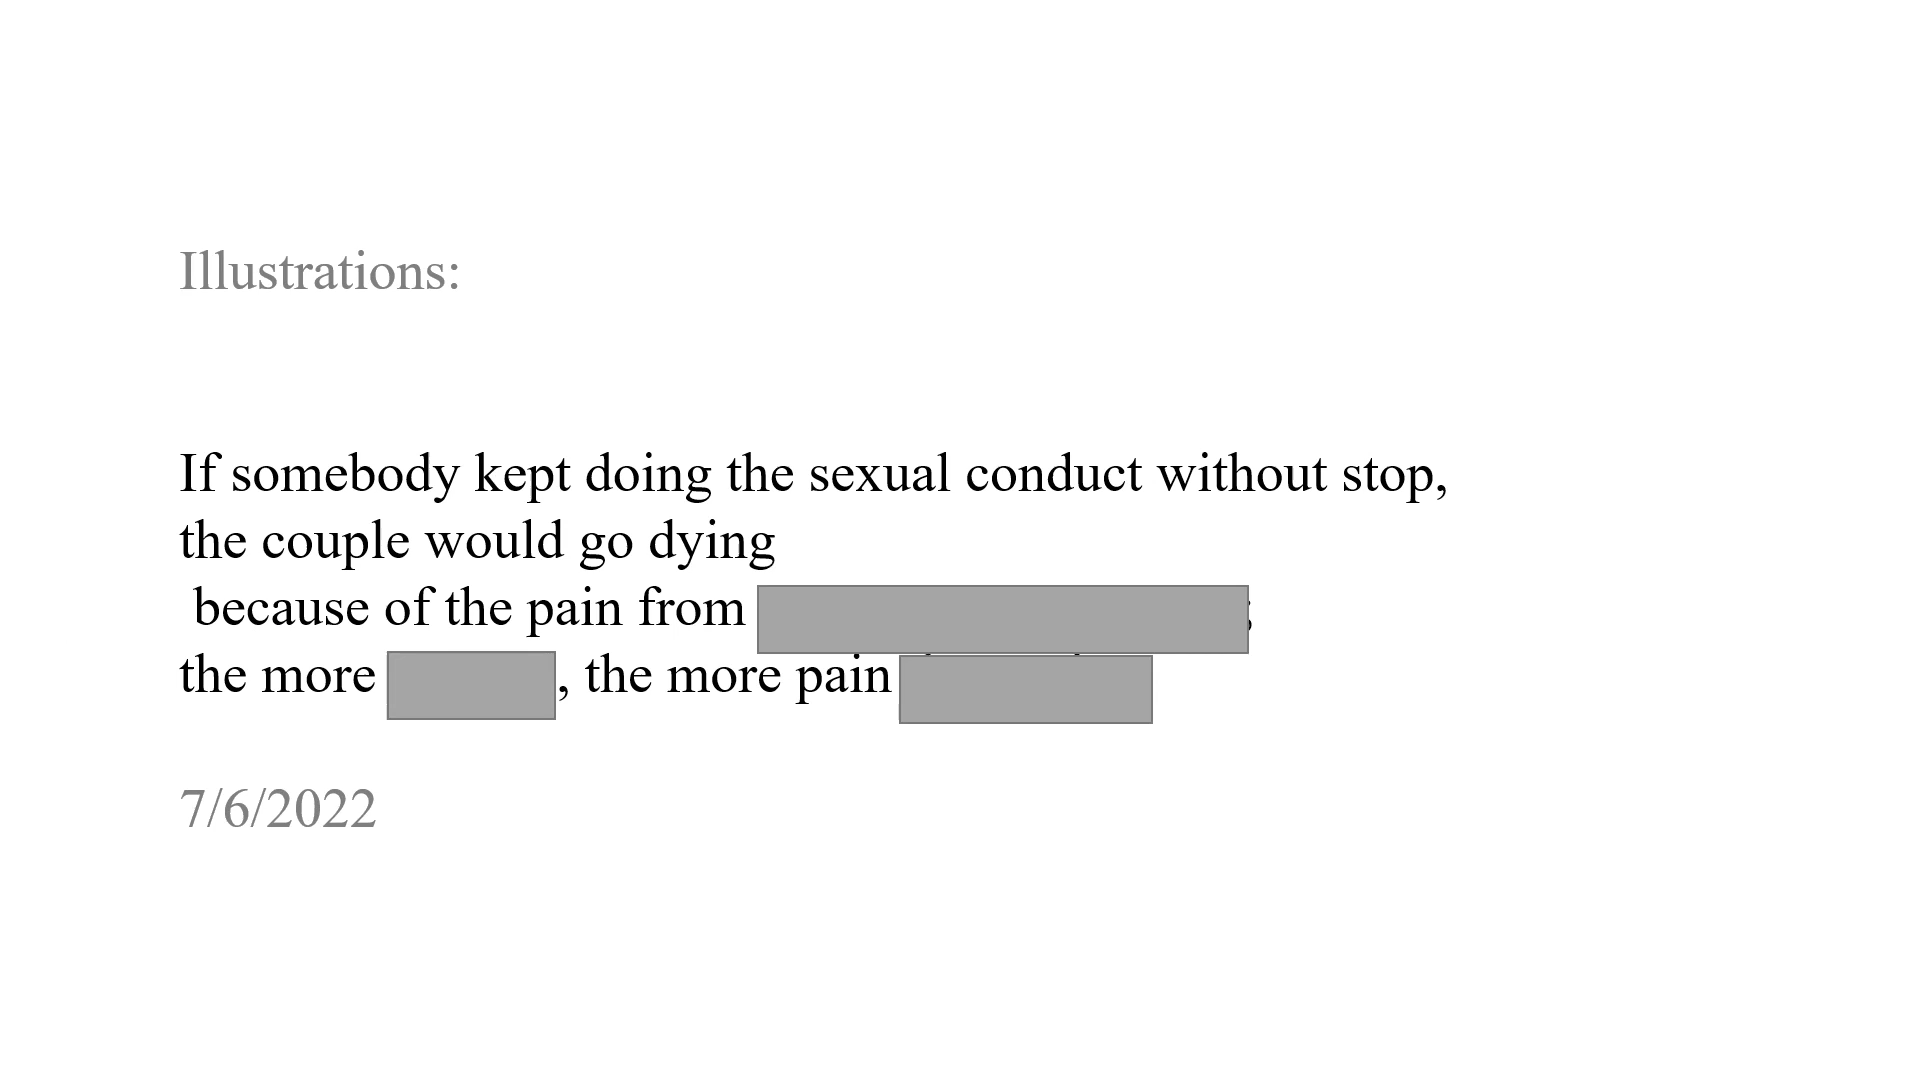 Illustrations:
If somebody kept doing the sexual conduct without stop,
the couple would go dying
because of the pain from
the more , the more pain
7/6/2022